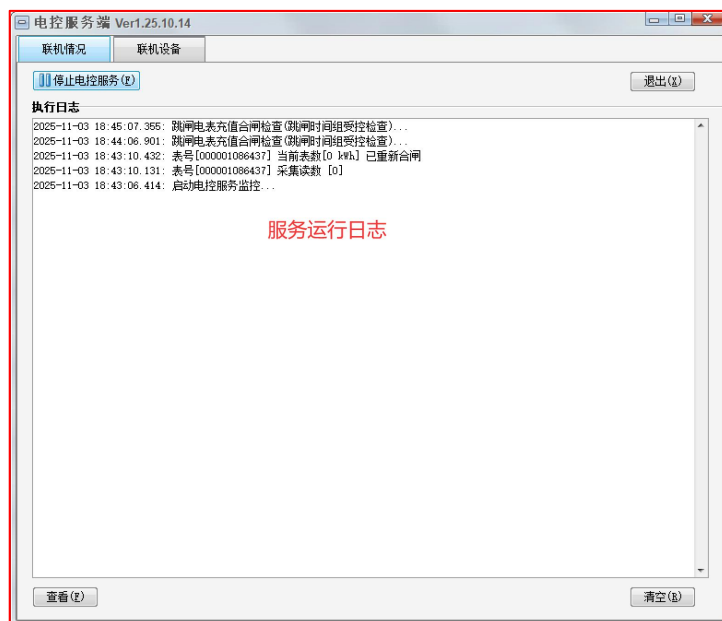 电控服务端 Ver1.25.10.14
联机情况 联机设备
停止电控服务(P) 退出(X)
执行日志
2025-11-03 18:45:07.355: 跳闸电表充值合闸检查(跳闸时间组受控检查)...
2025-11-03 18:44:06.901: 跳闸电表充值合闸检查(跳闸时间组受控检查)...
2025-11-03 18:43:10.432: 表号[000001086437] 当前表数[0 kWh] 已重新合闸
2025-11-03 18:43:10.131: 表号[000001086437] 采集读数 [0]
2025-11-03 18:43:06.414: 启动电控服务监控...
服务运行日志
查看(F) 清空(R)